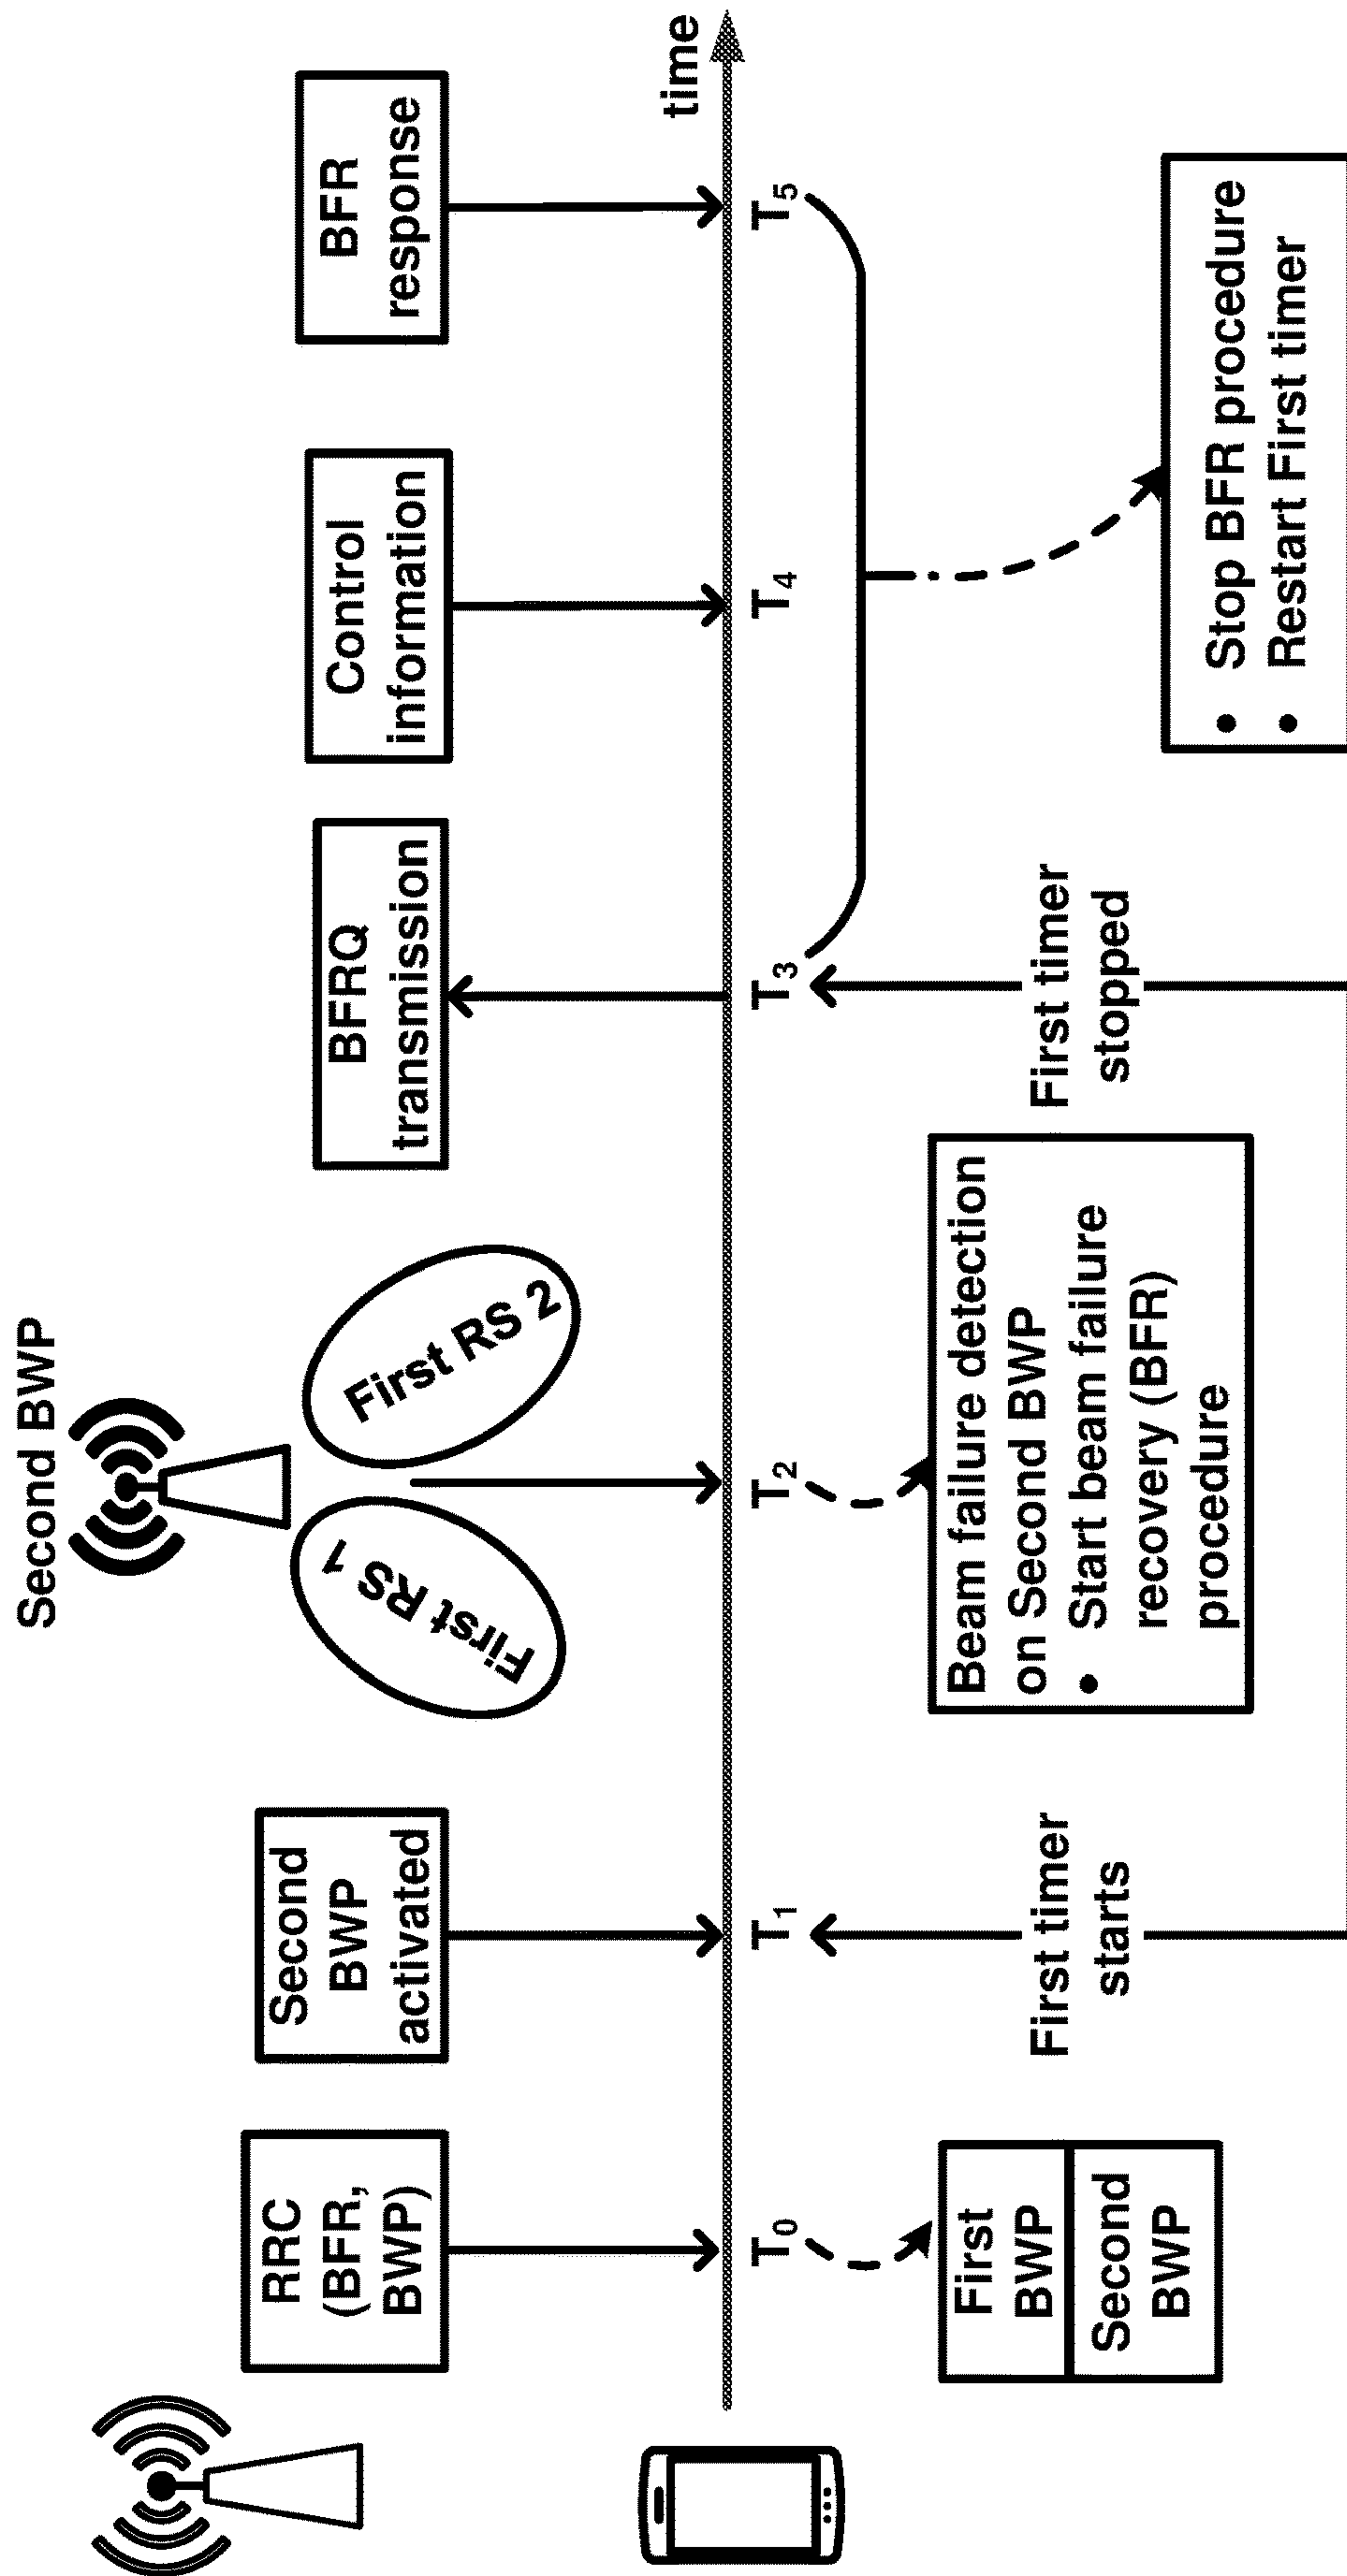 Second BWP
RRC
(BFR,
BWP)
Second
BWP
activated
First RS 1
First RS 2
BFRQ
transmission
Control
information
BFR
response
time
T0
T1
T2
T3
T4
T5
First
BWP
Second
BWP
First timer
starts
Beam failure detection
on Second BWP
• Start beam failure
recovery (BFR)
procedure
First timer
stopped
• Stop BFR procedure
• Restart First timer